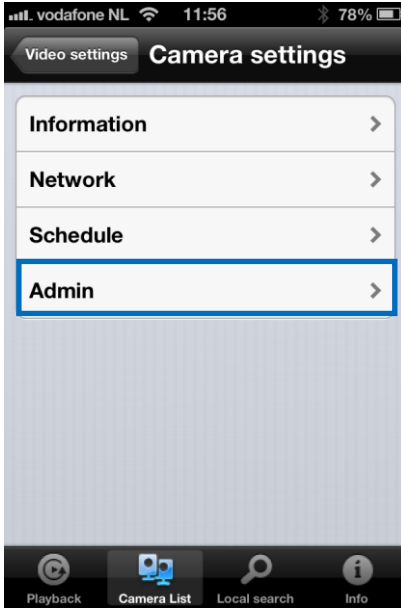 vodafone NL 11:56 78%
Video settings Camera settings
Information
Network
Schedule
Admin
Playback Camera List Local search Info